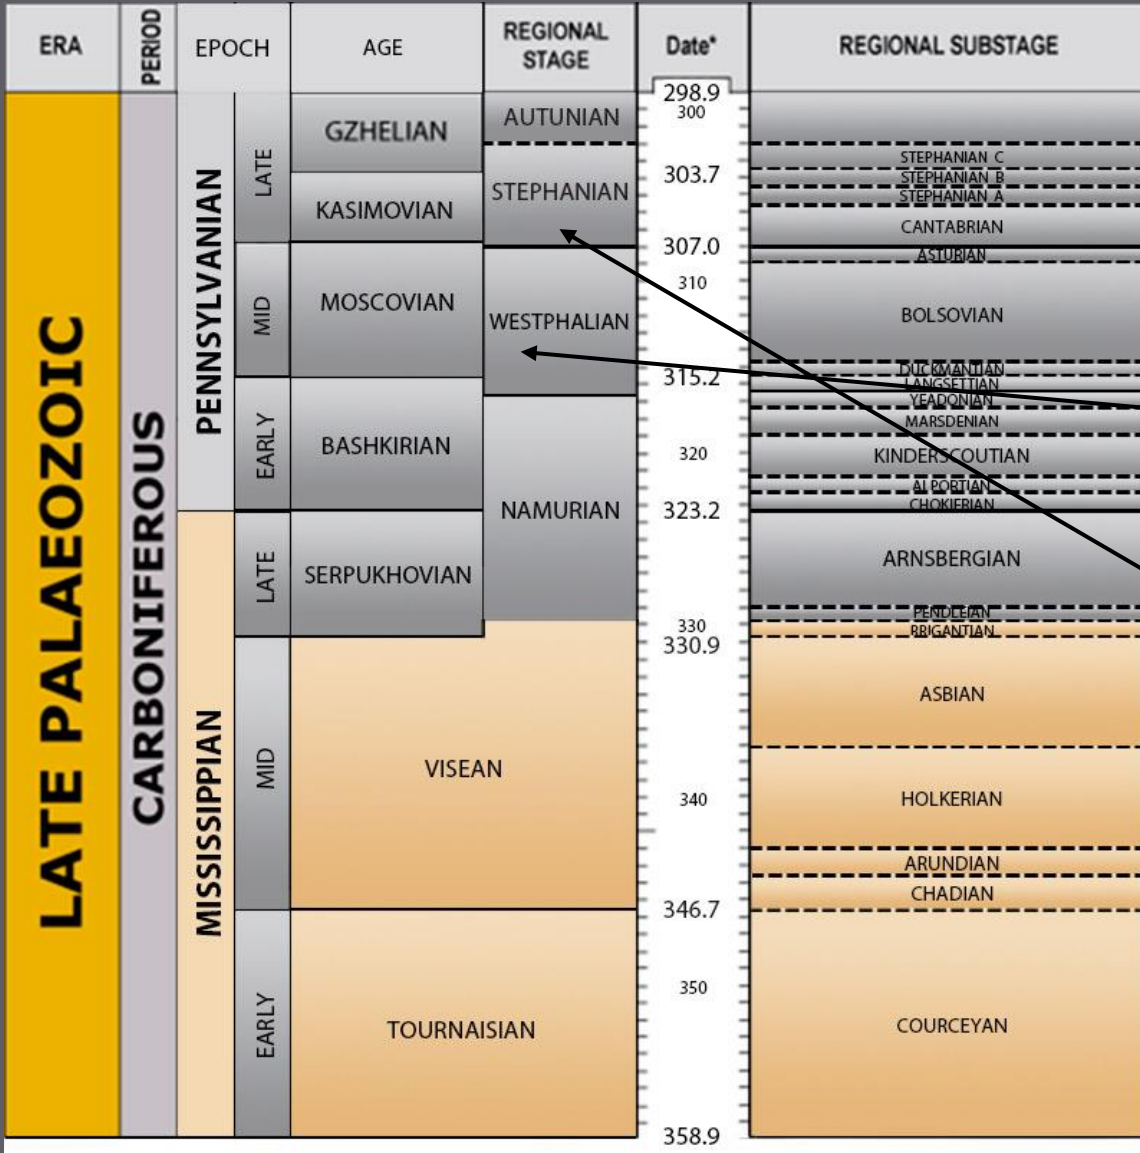 ERA
PERIOD
EPOCH
AGE
REGIONAL
STAGE
Date*
REGIONAL SUBSTAGE
LATE PALAEOZOIC
CARBONIFEROUS
PENNSYLVANIAN
MISSISSIPPIAN
LATE
MID
EARLY
LATE
MID
EARLY
GZHELIAN
KASIMOVIAN
MOSCOVIAN
BASHKIRIAN
SERPUKHOVIAN
VISEAN
TOURNAISIAN
AUTUNIAN
STEPHANIAN
WESTPHALIAN
NAMURIAN
298.9
300
303.7
307.0
310
315.2
320
323.2
330
330.9
340
346.7
350
358.9
STEPHANIAN C
STEPHANIAN B
STEPHANIAN A
CANTABRIAN
ASTURIAN
BOLSOVIAN
DUCKMANTIAN
LANGSETTIAN
YEADONIAN
MARSDENIAN
KINDERSCOUTIAN
ALPORTIAN
CHOKIERIAN
ARNSBERGIAN
PENDLEIAN
BRIGANTIAN
ASBIAN
HOLKERIAN
ARUNDIAN
CHADIAN
COURCEYAN